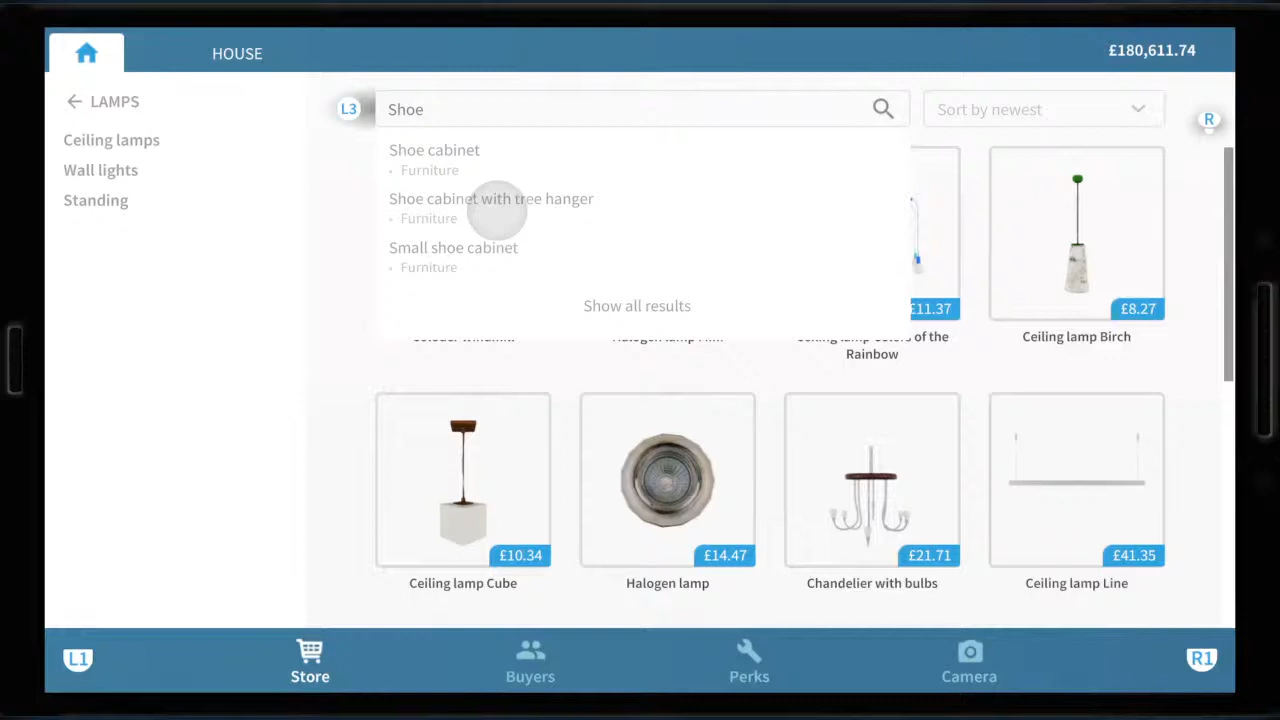 HOUSE
£180,611.74
LAMPS
Ceiling lamps
Wall lights
Standing
L3
Shoe
Sort by newest
R
Shoe cabinet
• Furniture
Shoe cabinet with tree hanger
• Furniture
Small shoe cabinet
• Furniture
Show all results
£11.37
£8.27
Halogen lamp
of the
Rainbow
Ceiling lamp Birch
£10.34
£14.47
£21.71
£41.35
Ceiling lamp Cube
Halogen lamp
Chandelier with bulbs
Ceiling lamp Line
L1
Store
Buyers
Perks
Camera
R1